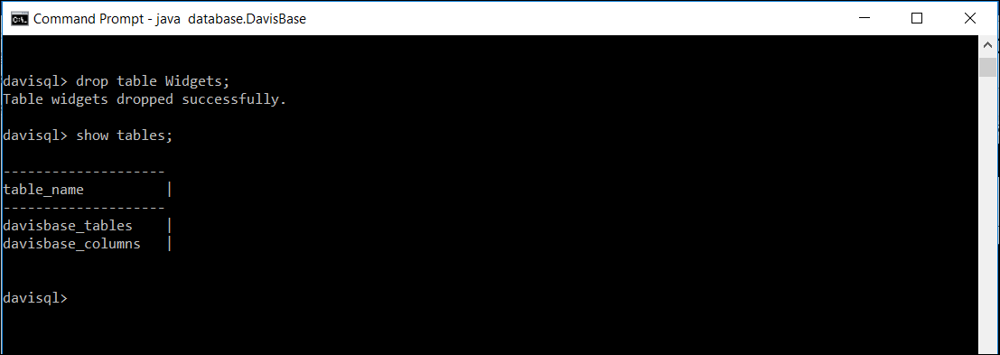 Command Prompt - java  database.DavisBase
davisql> drop table Widgets;
Table widgets dropped successfully.
davisql> show tables;
--------------------
table_name          |
--------------------
davisbase_tables    |
davisbase_columns   |
davisql>